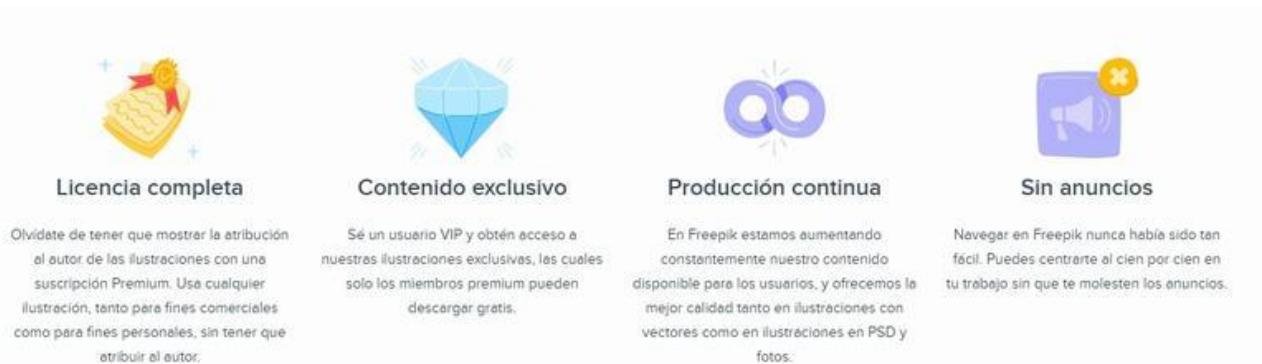 Licencia completa
Olvídate de tener que mostrar la atribución
al autor de las ilustraciones con una
suscripción Premium. Usa cualquier
ilustración, tanto para fines comerciales
como para fines personales, sin tener que
atribuir al autor.
Contenido exclusivo
Sé un usuario VIP y obtén acceso a
nuestras ilustraciones exclusivas, las cuales
solo los miembros premium pueden
descargar gratis.
Producción continua
En Freepik estamos aumentando
constantemente nuestro contenido
disponible para los usuarios, y ofrecemos la
mejor calidad tanto en ilustraciones con
vectores como en ilustraciones en PSD y
fotos.
Sin anuncios
Navegar en Freepik nunca había sido tan
fácil. Puedes centrarte al cien por cien en
tu trabajo sin que te molesten los anuncios.